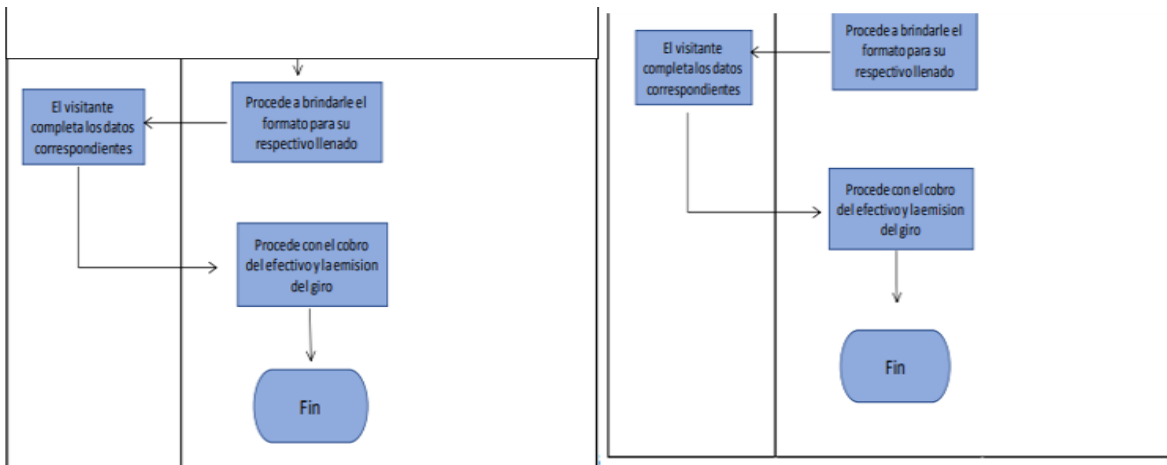 El visitante
completa los datos
correspondientes
Procede a brindarle el
formato para su
respectivo llenado
Procede con el cobro
del efectivo y la emision
del giro
Fin
El visitante
completa los datos
correspondientes
Procede a brindarle el
formato para su
respectivo llenado
Procede con el cobro
del efectivo y la emision
del giro
Fin